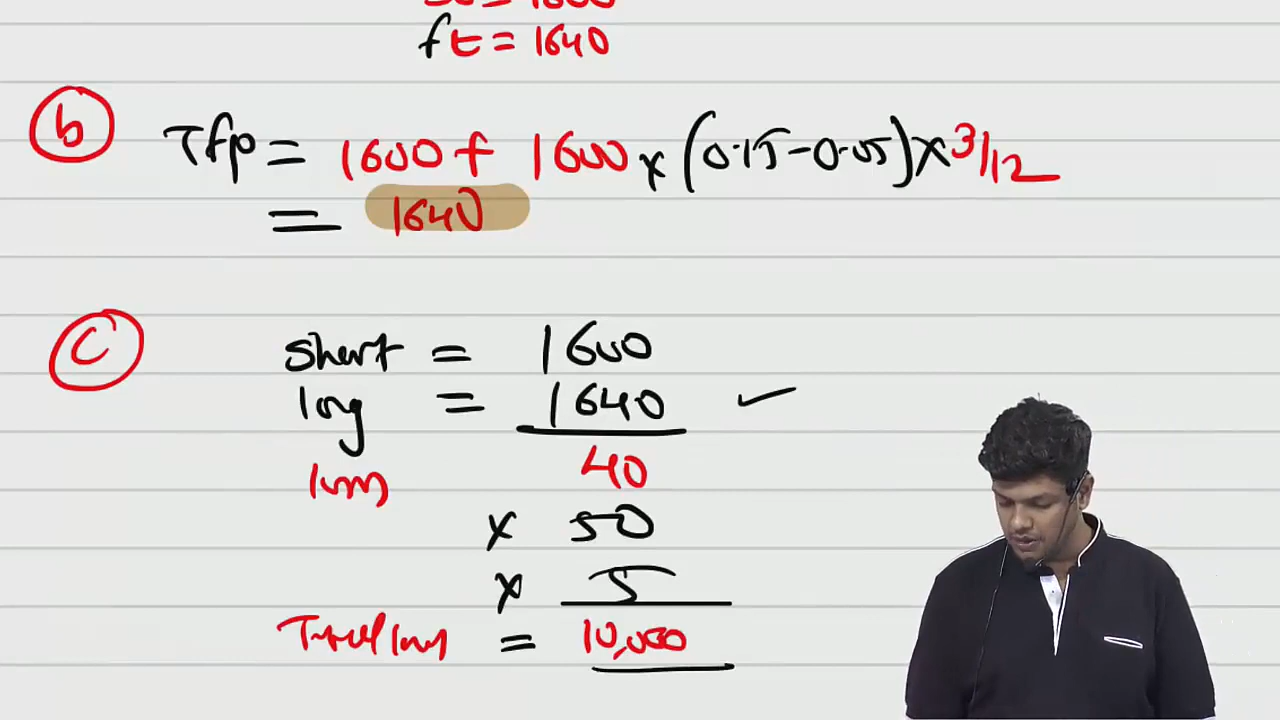 ft = 1640
b Tfp = 1600 + 1600 × (0.15-0.05) × 3/12
= 1640
c short = 1600
long = 1640
loss 40
× 50
× 5
Total loss = 10,000